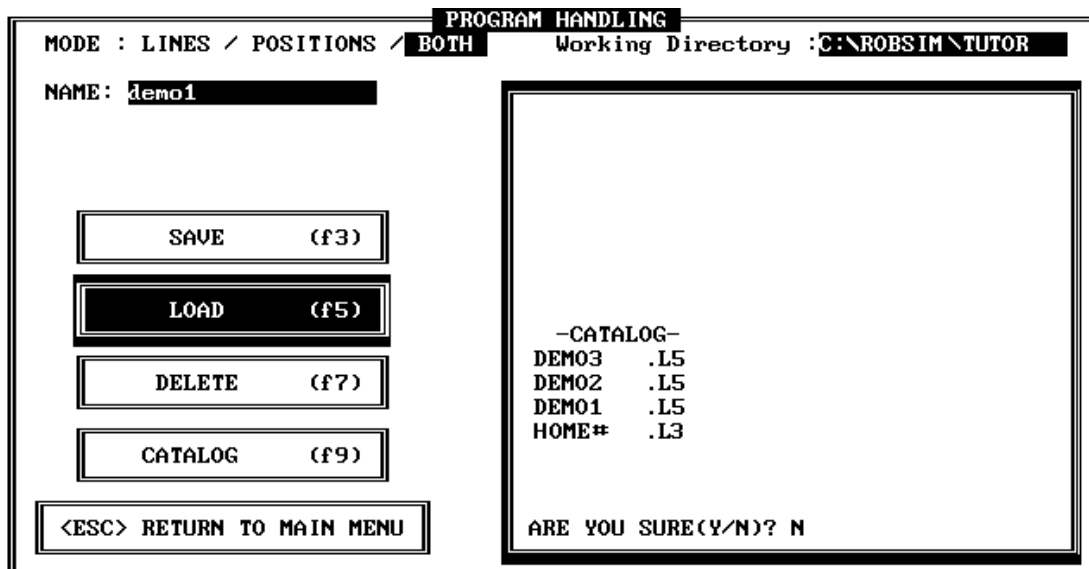 PROGRAM HANDLING
MODE : LINES / POSITIONS / BOTH Working Directory :C:\ROBSIM\TUTOR
NAME: demo1
SAVE (f3)
LOAD (f5)
DELETE (f7)
CATALOG (f9)
<ESC> RETURN TO MAIN MENU
-CATALOG-
DEMO3 .L5
DEMO2 .L5
DEMO1 .L5
HOME# .L3
ARE YOU SURE(Y/N)? N